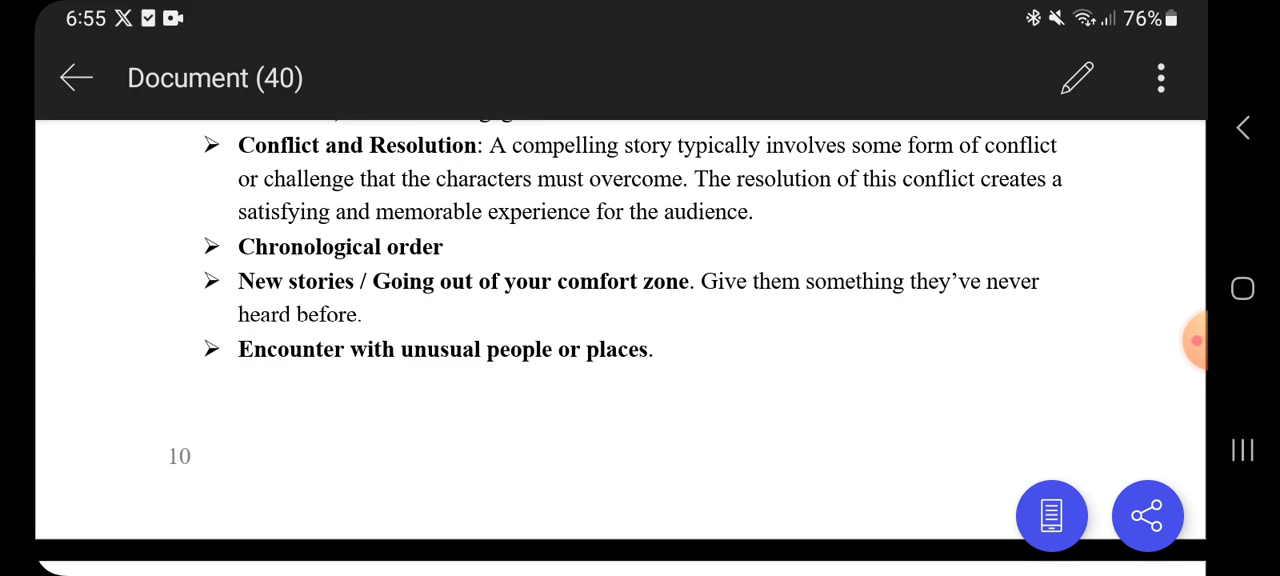 6:55 X 76%
Document (40)
➢ Conflict and Resolution: A compelling story typically involves some form of conflict
or challenge that the characters must overcome. The resolution of this conflict creates a
satisfying and memorable experience for the audience.
➢ Chronological order
➢ New stories / Going out of your comfort zone. Give them something they’ve never
heard before.
➢ Encounter with unusual people or places.
10